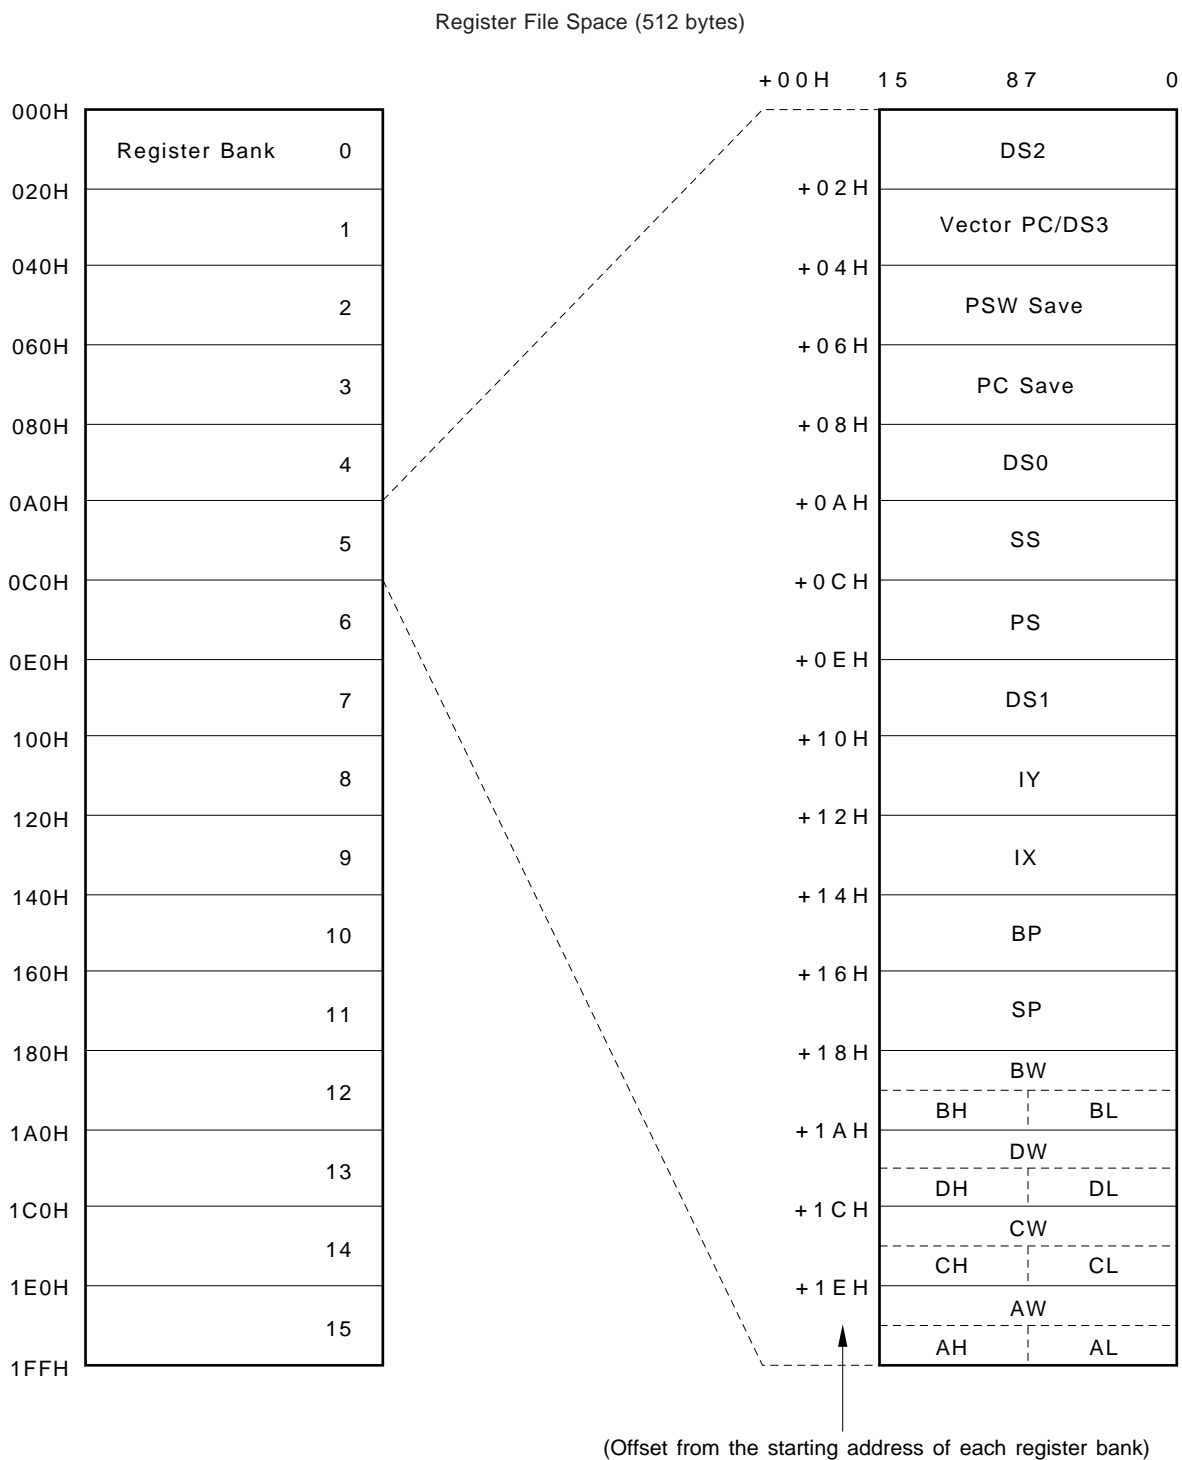 Register File Space (512 bytes)
+00H 15 87 0
000H
Register Bank 0
DS2
020H
+02H
1
Vector PC/DS3
040H
+04H
2
PSW Save
060H
+06H
3
PC Save
080H
+08H
4
DS0
0A0H
+0AH
5
SS
0C0H
+0CH
6
PS
0E0H
+0EH
7
DS1
100H
+10H
8
IY
120H
+12H
9
IX
140H
+14H
10
BP
160H
+16H
11
SP
180H
+18H
BW
12
BH BL
1A0H
+1AH
DW
13
DH DL
1C0H
+1CH
CW
14
CH CL
1E0H
+1EH
AW
15
AH AL
1FFH
(Offset from the starting address of each register bank)